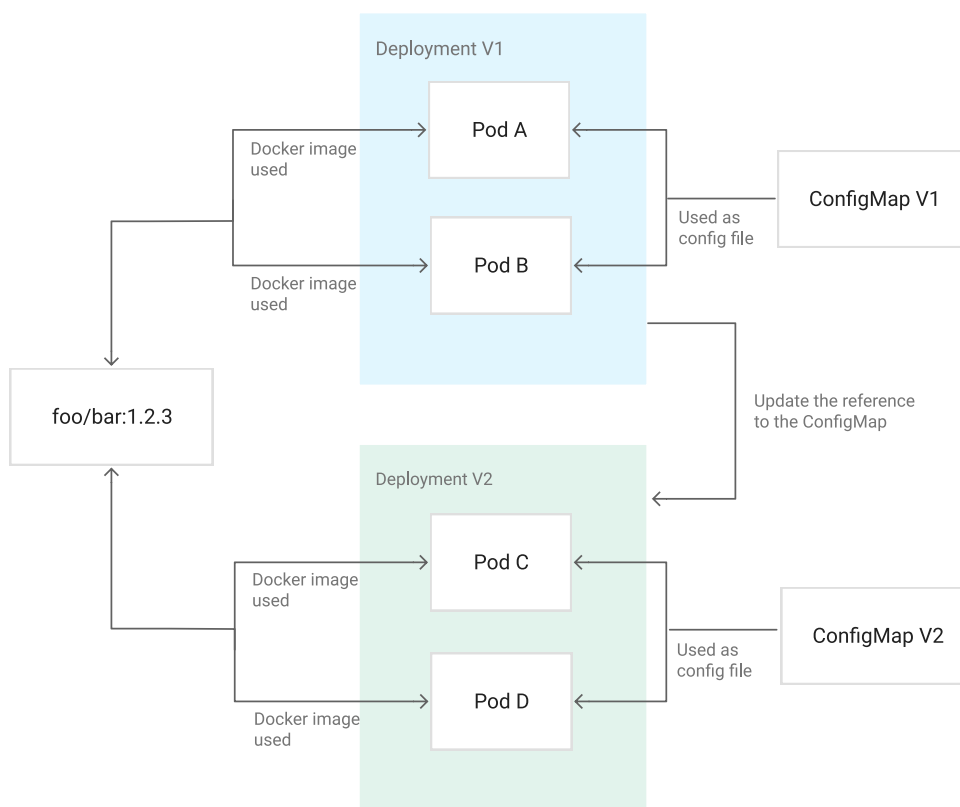 Deployment V1
Pod A
Docker image
used
ConfigMap V1
Used as
config file
Pod B
Docker image
used
foo/bar:1.2.3
Update the reference
to the ConfigMap
Deployment V2
Pod C
Docker image
used
ConfigMap V2
Used as
config file
Pod D
Docker image
used